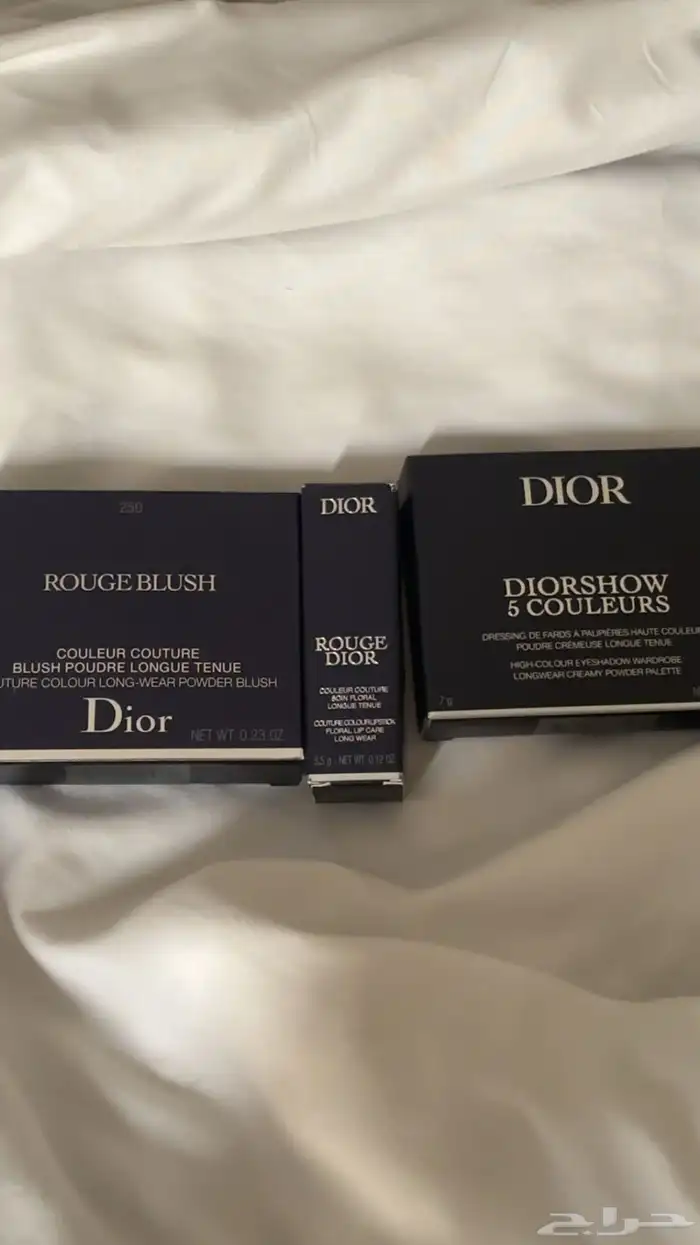 250
ROUGE BLUSH
COULEUR COUTURE
BLUSH POUDRE LONGUE TENUE
UTURE COLOUR LONG-WEAR POWDER BLUSH
Dior
NET WT. 0.23 OZ.
DIOR
ROUGE
DIOR
COULEUR COUTURE
SOIN FLORAL
LONGUE TENUE
COUTURE COLOUR LIPSTICK
FLORAL LIP CARE
LONG WEAR
3,5 g - NET WT. 0.12 OZ.
DIOR
DIORSHOW
5 COULEURS
DRESSING DE FARDS À PAUPIÈRES HAUTE COULEUR
POUDRE CRÉMEUSE LONGUE TENUE
HIGH-COLOUR EYESHADOW WARDROBE
LONGWEAR CREAMY POWDER PALETTE
7 g
حراج